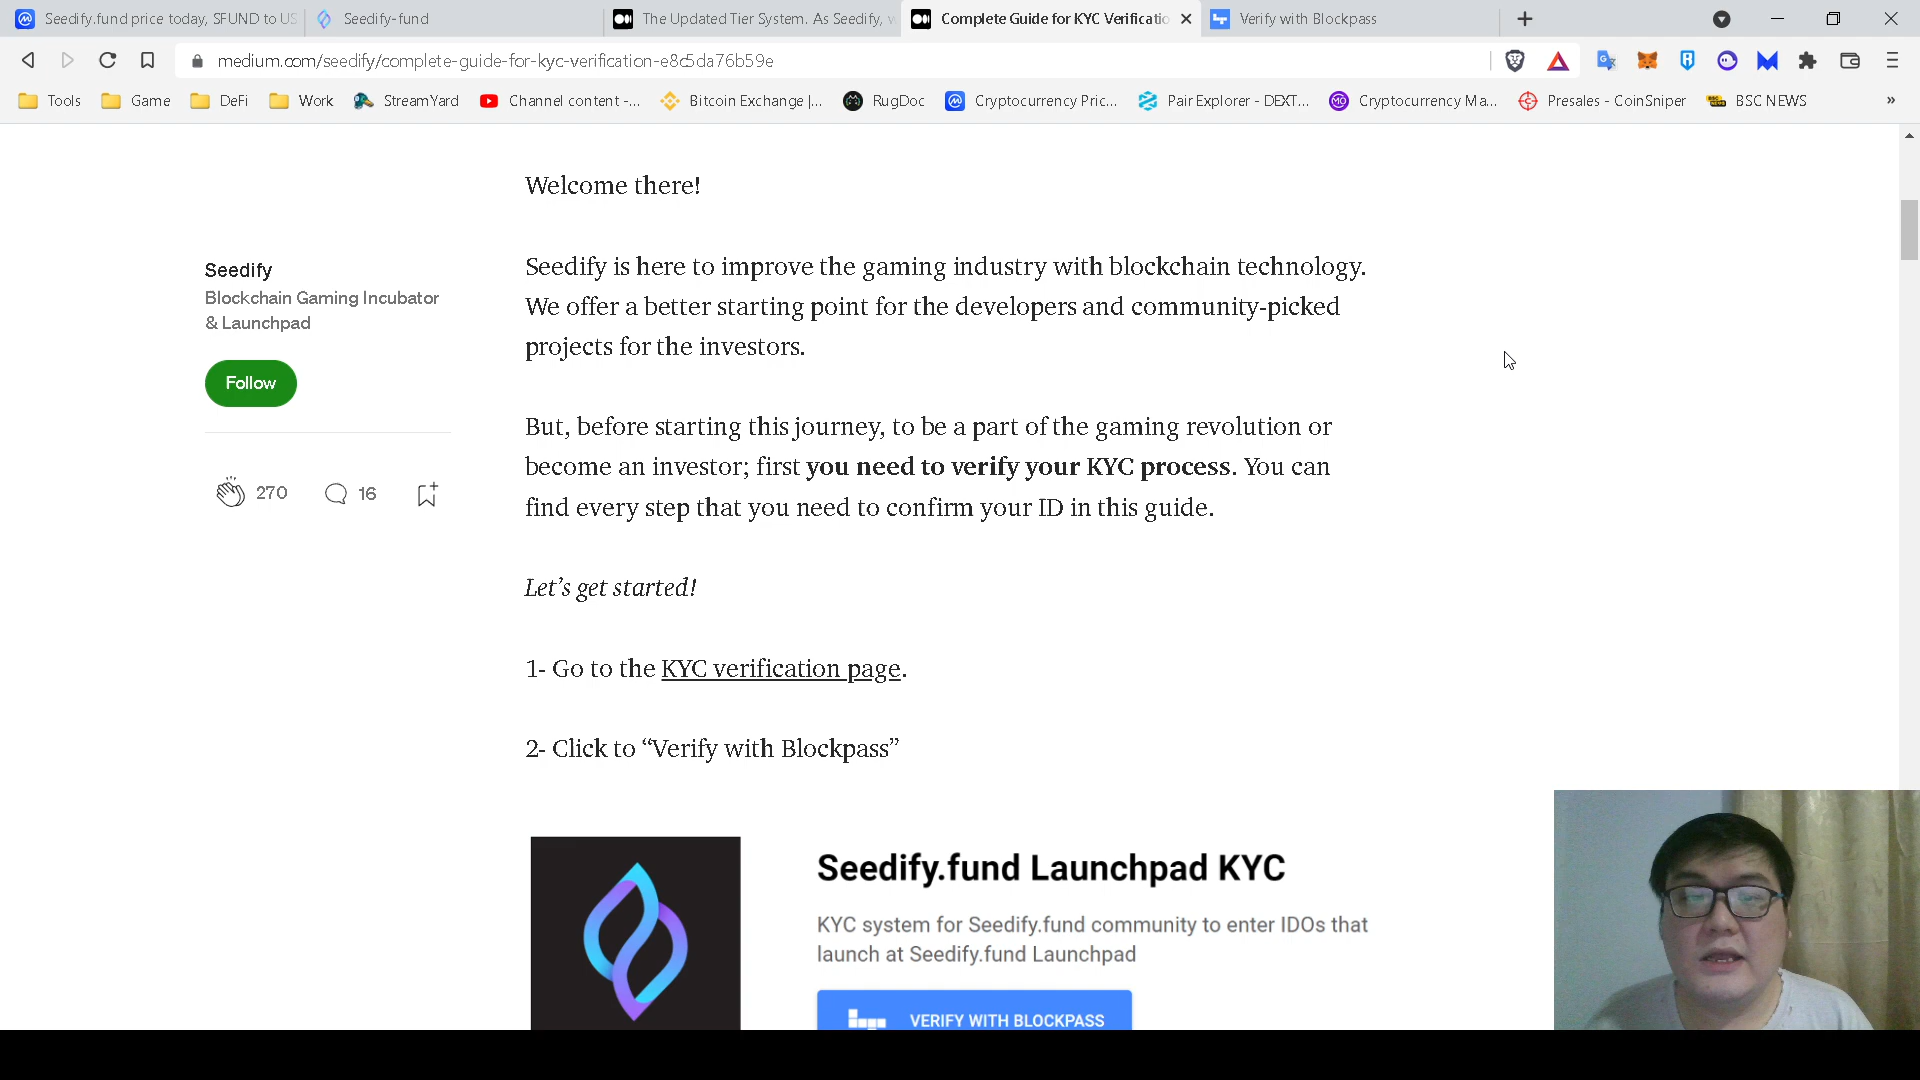 Seedify.fund price today, SFUND to US
Seedify-fund
The Updated Tier System. As Seedify, w
Complete Guide for KYC Verificatio
Verify with Blockpass
medium.com/seedify/complete-guide-for-kyc-verification-e8c5da76b59e
Tools
Game
DeFi
Work
StreamYard
Channel content -...
Bitcoin Exchange |...
RugDoc
Cryptocurrency Pric...
Pair Explorer - DEXT...
Cryptocurrency Ma...
Presales - CoinSniper
BSC NEWS
»
Welcome there!
Seedify
Blockchain Gaming Incubator
& Launchpad
Follow
270
16
Seedify is here to improve the gaming industry with blockchain technology.
We offer a better starting point for the developers and community-picked
projects for the investors.
But, before starting this journey, to be a part of the gaming revolution or
become an investor; first you need to verify your KYC process. You can
find every step that you need to confirm your ID in this guide.
Let’s get started!
1- Go to the KYC verification page.
2- Click to “Verify with Blockpass”
Seedify.fund Launchpad KYC
KYC system for Seedify.fund community to enter IDOs that
launch at Seedify.fund Launchpad
VERIFY WITH BLOCKPASS